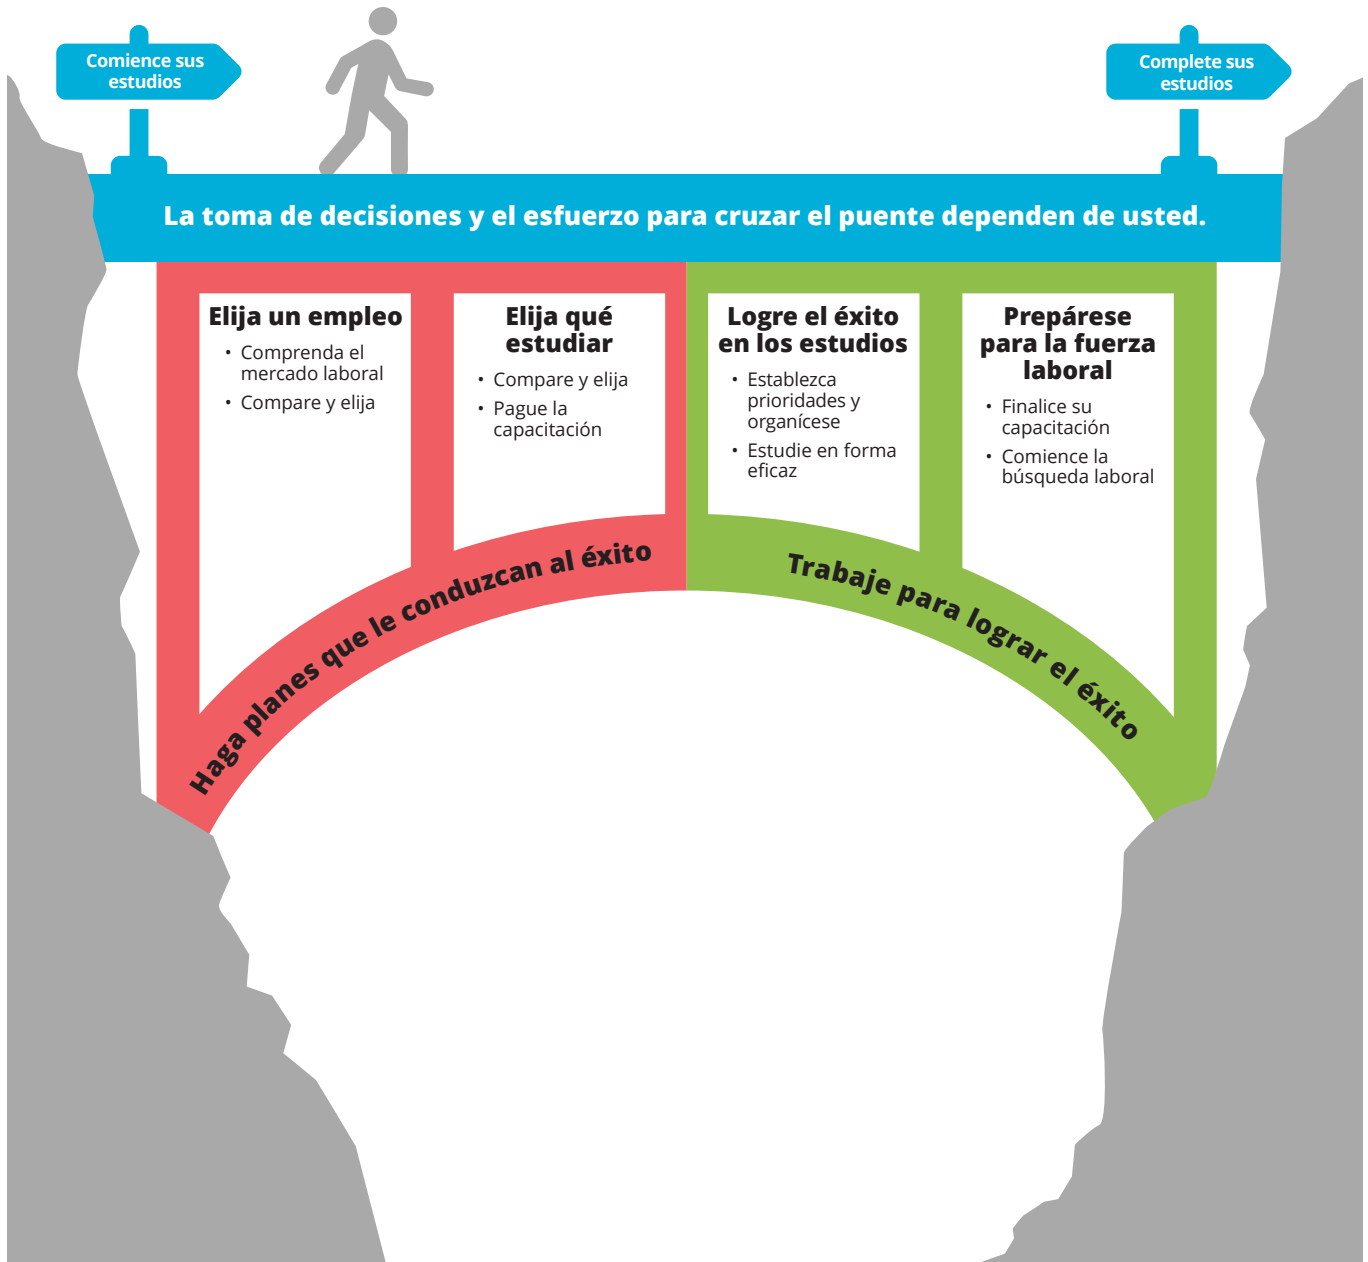 Comience sus
estudios
Complete sus
estudios
La toma de decisiones y el esfuerzo para cruzar el puente dependen de usted.
Elija un empleo
• Comprenda el
mercado laboral
• Compare y elija
Elija qué
estudiar
• Compare y elija
• Pague la
capacitación
Logre el éxito
en los estudios
• Establezca
prioridades y
organícese
• Estudie en forma
eficaz
Prepárese
para la fuerza
laboral
• Finalice su
capacitación
• Comience la
búsqueda laboral
Haga planes que le conduzcan al éxito
Trabaje para lograr el éxito